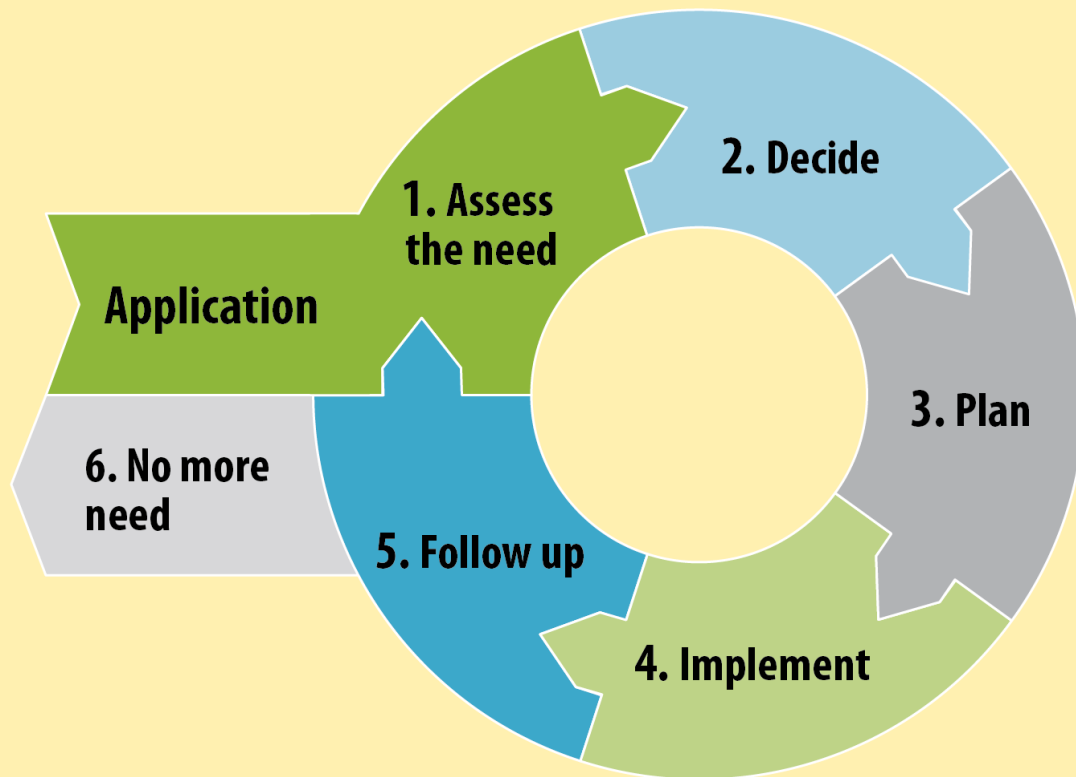 Application
1. Assess
the need
2. Decide
3. Plan
4. Implement
5. Follow up
6. No more
need